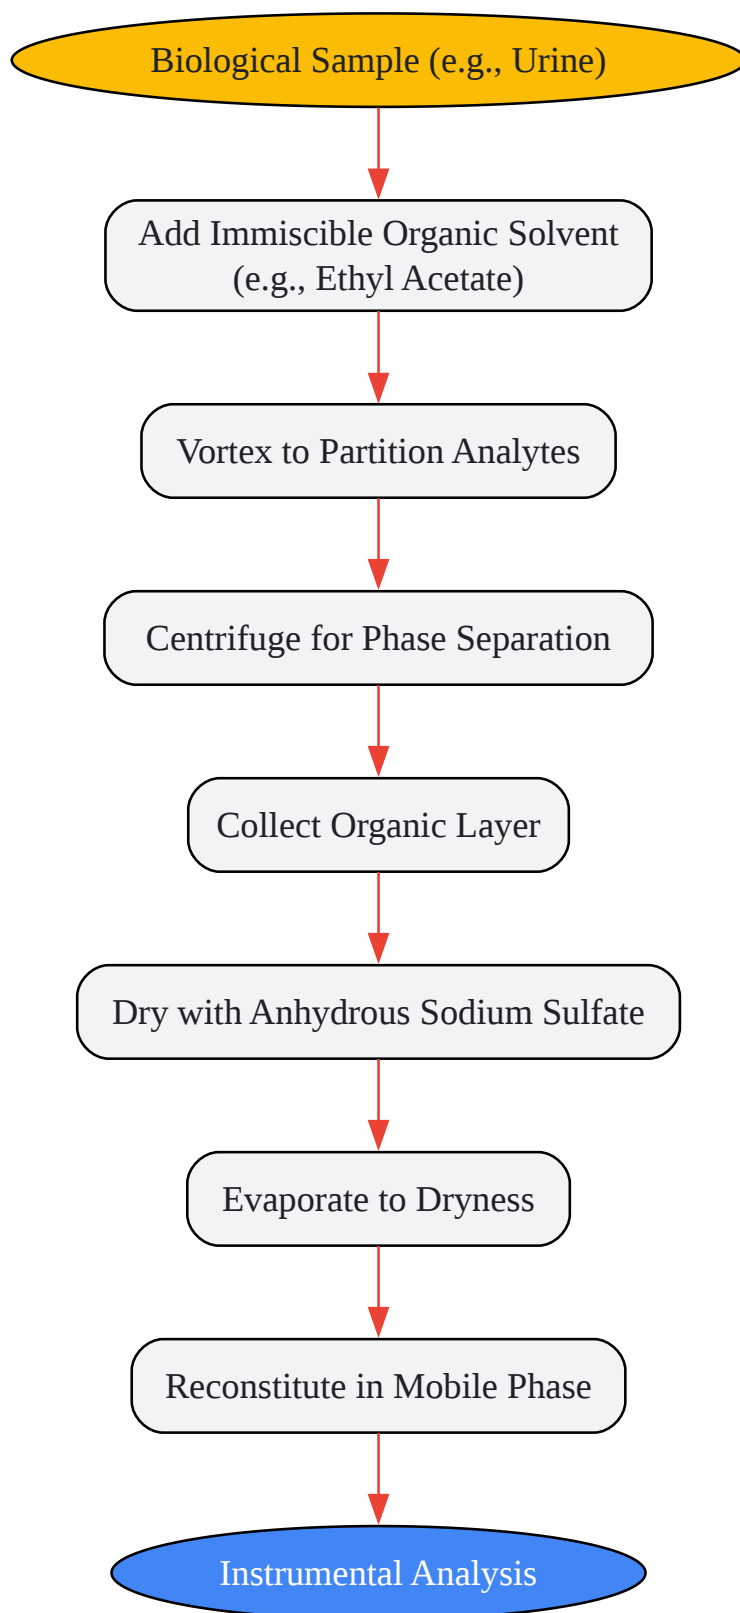 Biological Sample (e.g., Urine)
Add Immiscible Organic Solvent
(e.g., Ethyl Acetate)
Vortex to Partition Analytes
Centrifuge for Phase Separation
Collect Organic Layer
Dry with Anhydrous Sodium Sulfate
Evaporate to Dryness
Reconstitute in Mobile Phase
Instrumental Analysis